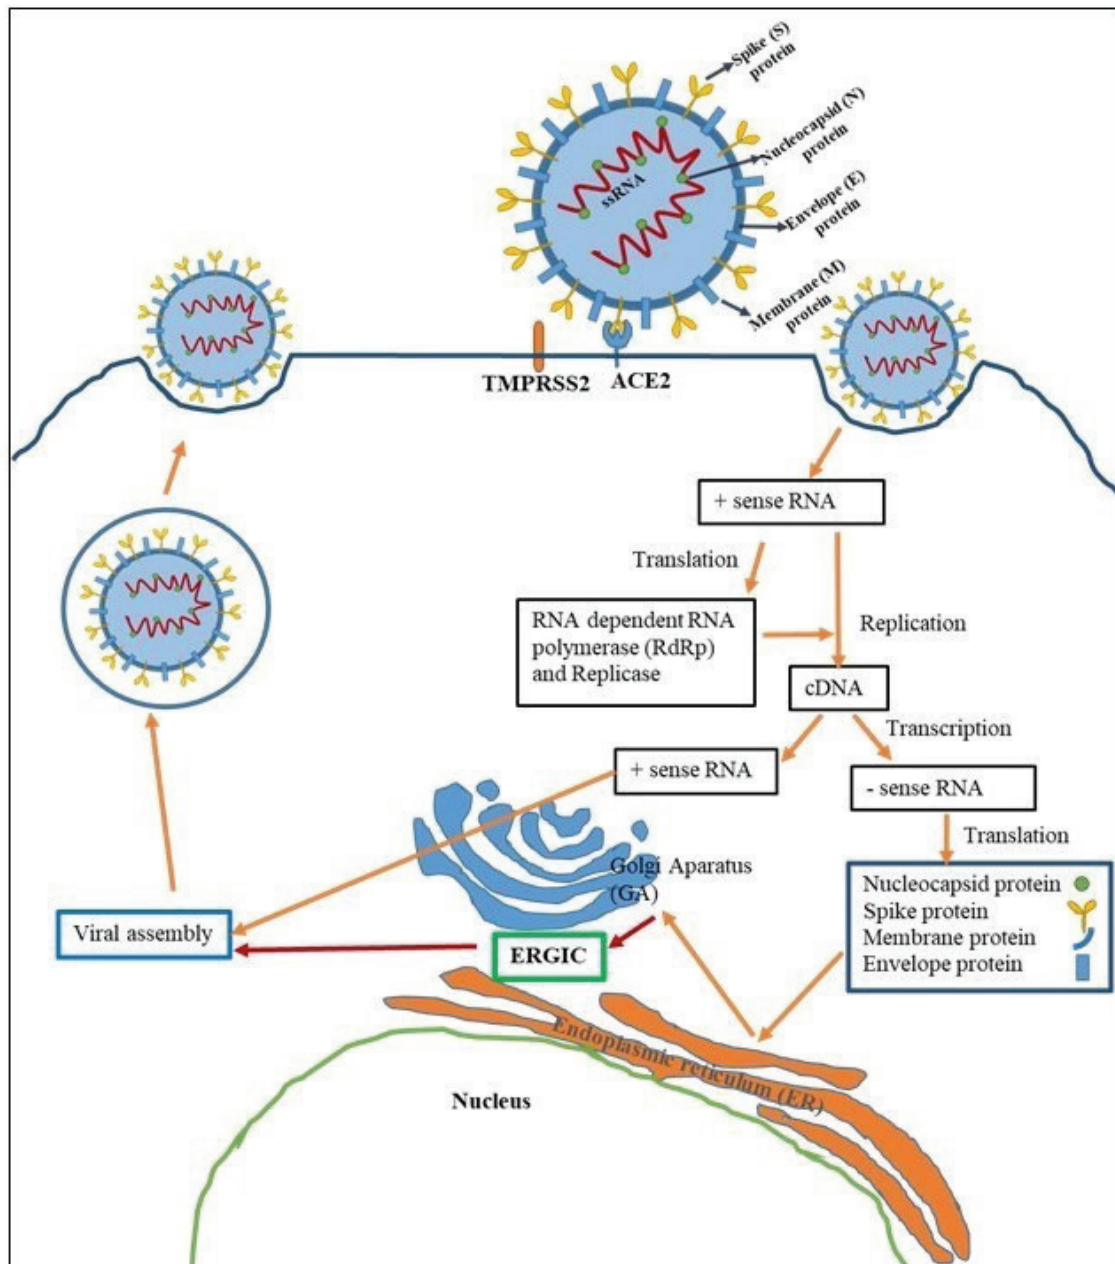 Spike (S)
protein
Nucleocapsid (N)
protein
ssRNA
Envelope (E)
protein
Membrane (M)
protein
TMPRSS2
ACE2
+ sense RNA
Translation
RNA dependent RNA
polymerase (RdRp)
and Replicase
Replication
cDNA
Transcription
+ sense RNA
- sense RNA
Translation
Golgi Aparatus
(GA)
Nucleocapsid protein
Spike protein
Membrane protein
Envelope protein
Viral assembly
ERGIC
Endoplasmic reticulum (ER)
Nucleus